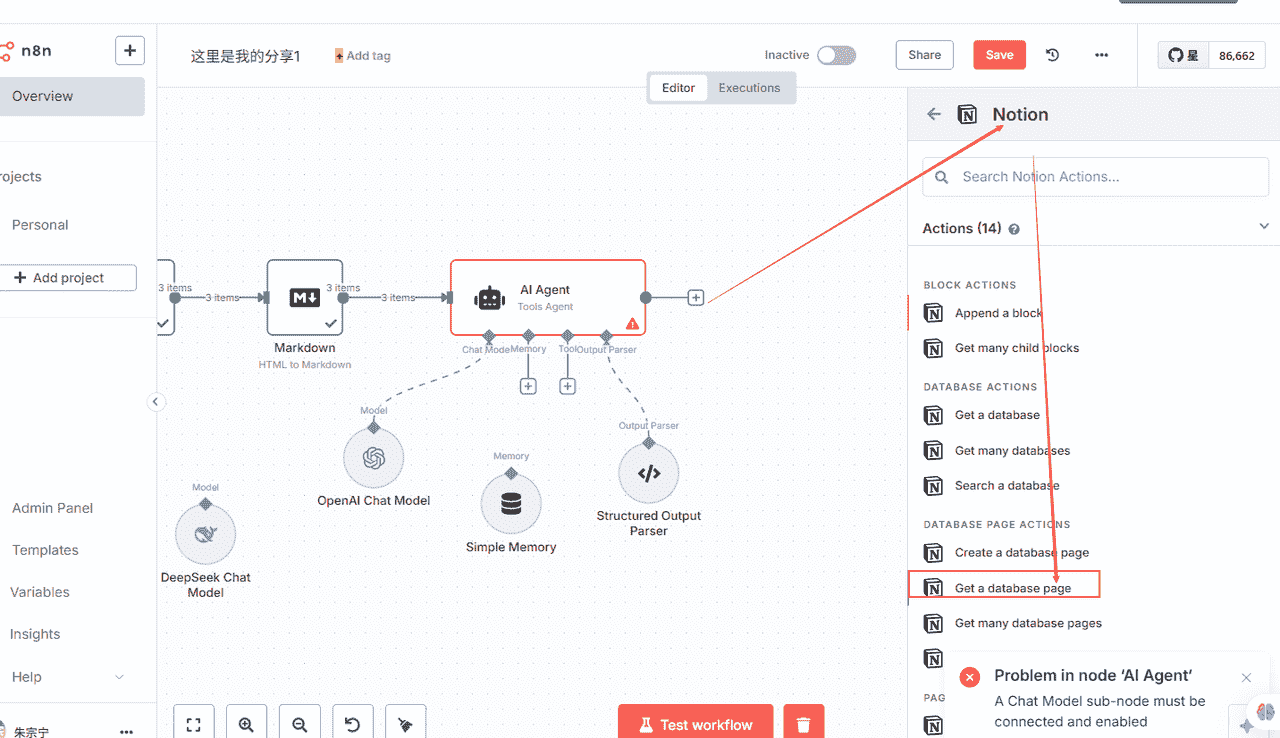 n8n
Overview
rojects
Personal
Add project
Admin Panel
Templates
Variables
Insights
Help
朱宗宁
这里是我的分享1
+ Add tag
Inactive
Share
Save
星
86,662
Editor
Executions
3 items
3 items
3 items
3 items
Markdown
HTML to Markdown
AI Agent
Tools Agent
Chat Mode
Memory
Tool
Output Parser
Model
OpenAI Chat Model
Memory
Simple Memory
Output Parser
Structured Output
Parser
Model
DeepSeek Chat
Model
Test workflow
Notion
Search Notion Actions...
Actions (14)
BLOCK ACTIONS
Append a block
Get many child blocks
DATABASE ACTIONS
Get a database
Get many databases
Search a database
DATABASE PAGE ACTIONS
Create a database page
Get a database page
Get many database pages
PAG
Problem in node ‘AI Agent’
A Chat Model sub-node must be
connected and enabled